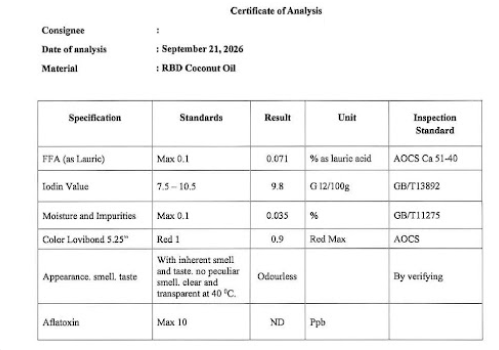 Certificate of Analysis
Consignee :
Date of analysis : September 21, 2026
Material : RBD Coconut Oil
Specification Standards Result Unit Inspection Standard
FFA (as Lauric) Max 0.1 0.071 % as lauric acid AOCS Ca 51-40
Iodin Value 7.5 – 10.5 9.8 G I2/100g GB/T13892
Moisture and Impurities Max 0.1 0.035 % GB/T11275
Color Lovibond 5.25" Red 1 0.9 Red Max AOCS
Appearance, smell, taste With inherent smell and taste, no peculiar smell, clear and transparent at 40 ⁰C. Odourless By verifying
Aflatoxin Max 10 ND Ppb